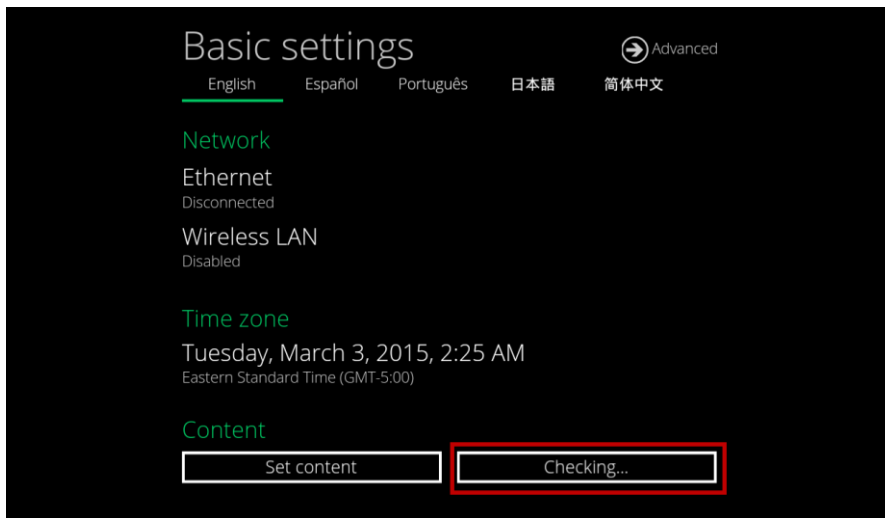 Basic settings
Advanced
English Español Português 日本語 简体中文
Network
Ethernet
Disconnected
Wireless LAN
Disabled
Time zone
Tuesday, March 3, 2015, 2:25 AM
Eastern Standard Time (GMT-5:00)
Content
Set content
Checking...